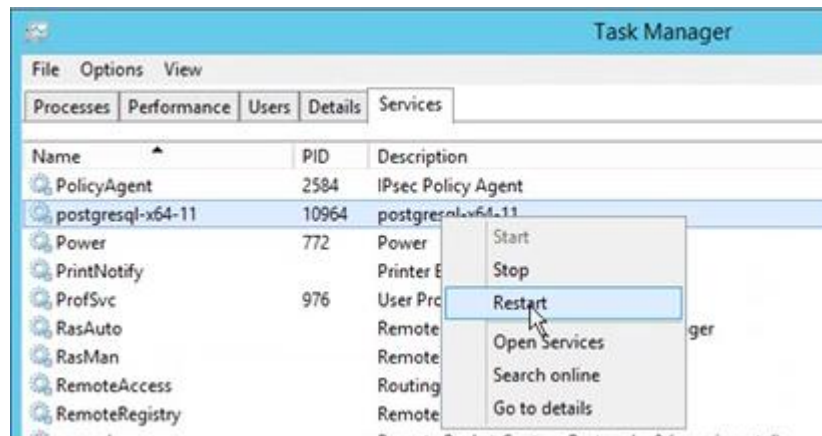 Task Manager
File Options View
Processes Performance Users Details Services
Name PID Description
PolicyAgent 2584 IPsec Policy Agent
postgresql-x64-11 10964 postgresql-x64-11
Power 772 Power
Start
PrintNotify Printer
Stop
ProfSvc 976 User
Restart
RasAuto Remote
Open Services
RasMan Remote
Search online
RemoteAccess Routing
Go to details
RemoteRegistry Remote